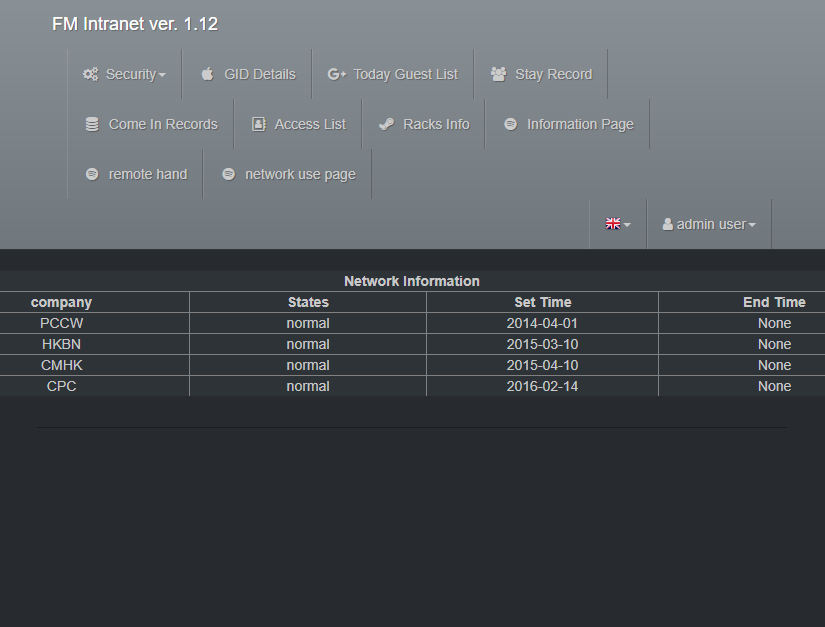 FM Intranet ver. 1.12
Security GID Details Today Guest List Stay Record
Come In Records Access List Racks Info Information Page
remote hand network use page
admin user
Network Information
company States Set Time End Time
PCCW normal 2014-04-01 None
HKBN normal 2015-03-10 None
CMHK normal 2015-04-10 None
CPC normal 2016-02-14 None